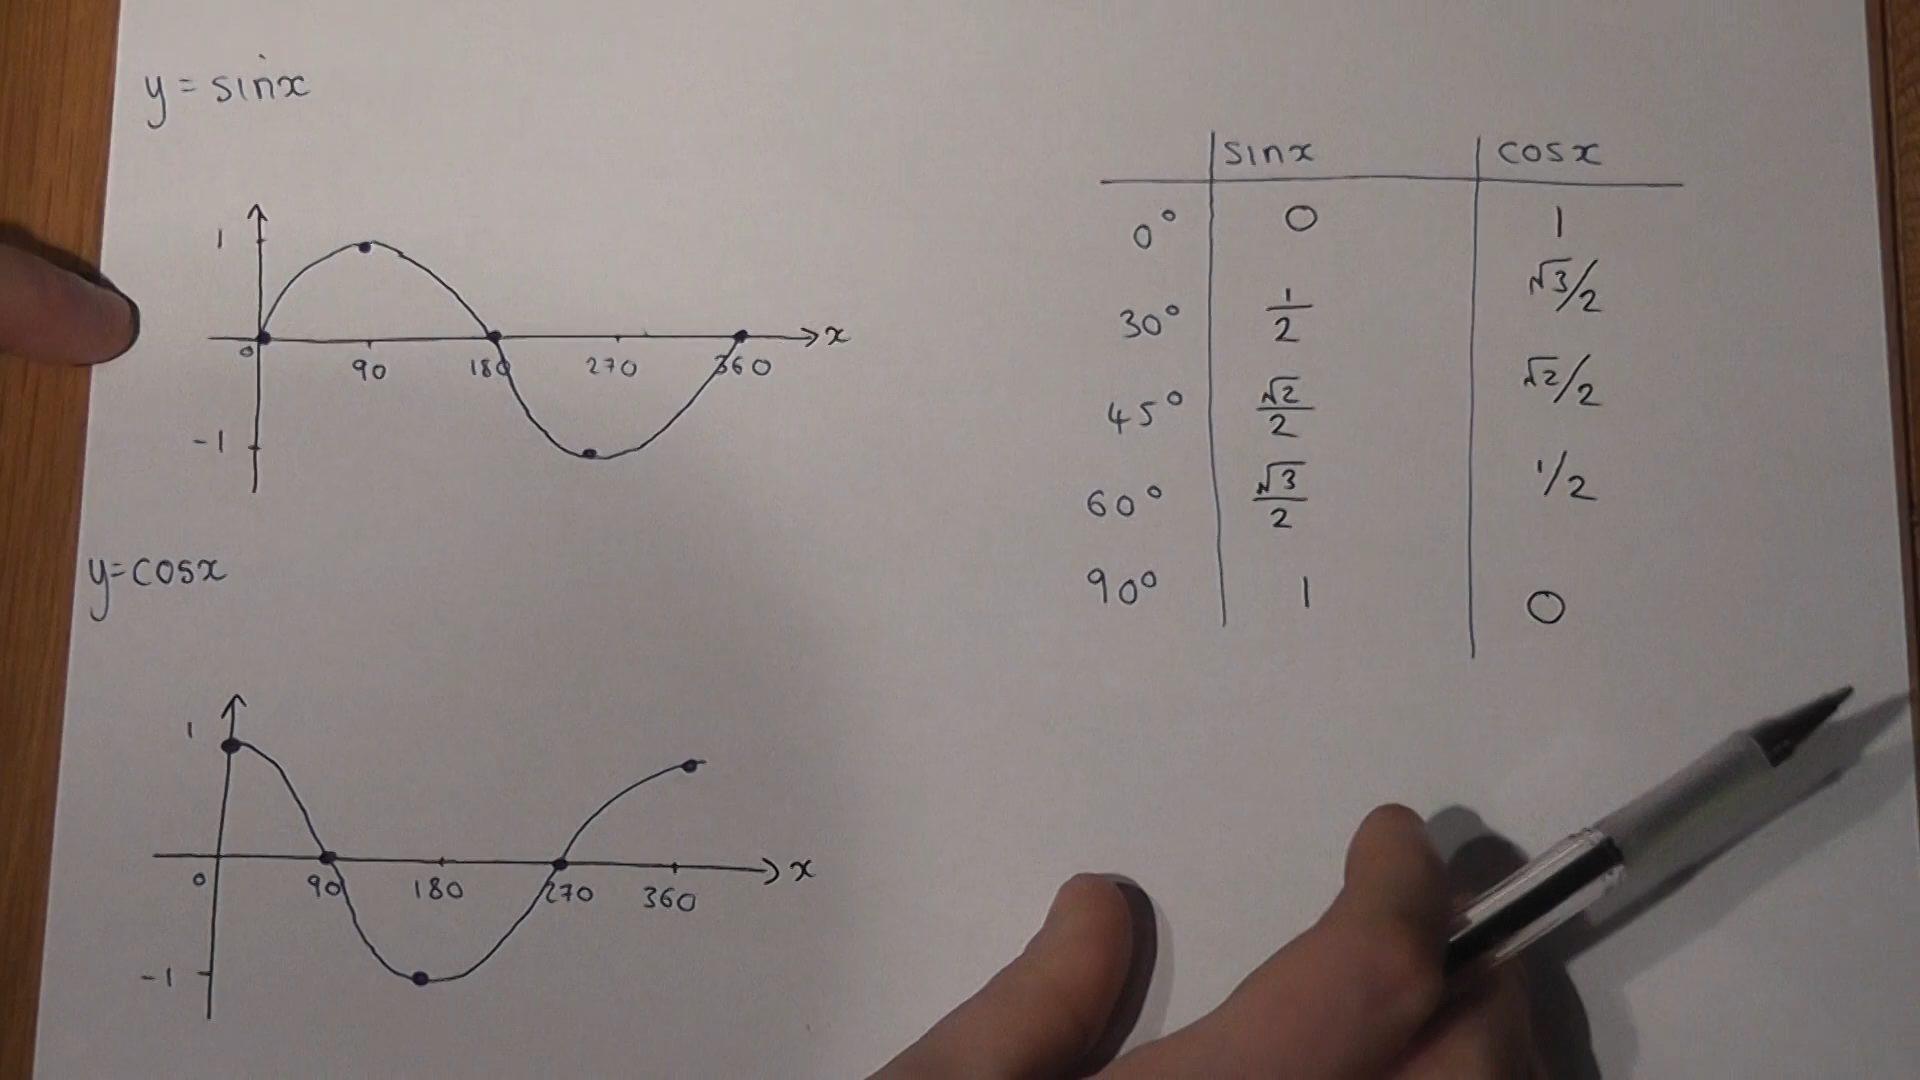 y = sinx
1
0 90 180 270 360 x
-1
y=cosx
1
0 90 180 270 360 x
-1
sinx cosx
0° 0 1
30° 1/2 √3/2
45° √2/2 √2/2
60° √3/2 1/2
90° 1 0